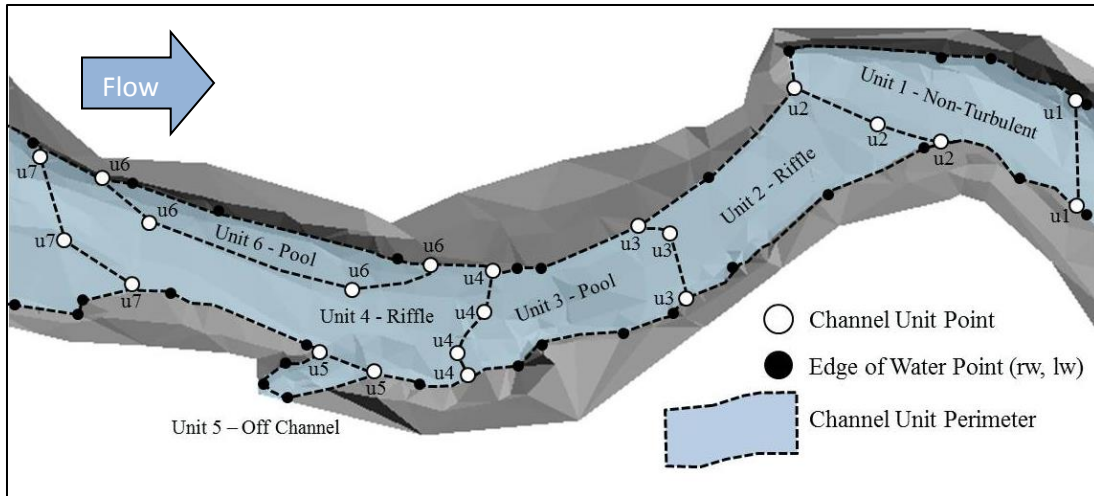 Flow
Unit 1 - Non-Turbulent
u1
u2
u2
u2
u1
Unit 2 - Riffle
u6
u7
u6
u7
Unit 6 - Pool
u6
u6
u7
u3
u3
u3
u4
u4
u4
u4
Unit 3 - Pool
Unit 4 - Riffle
u5
u5
Unit 5 – Off Channel
Channel Unit Point
Edge of Water Point (rw, lw)
Channel Unit Perimeter